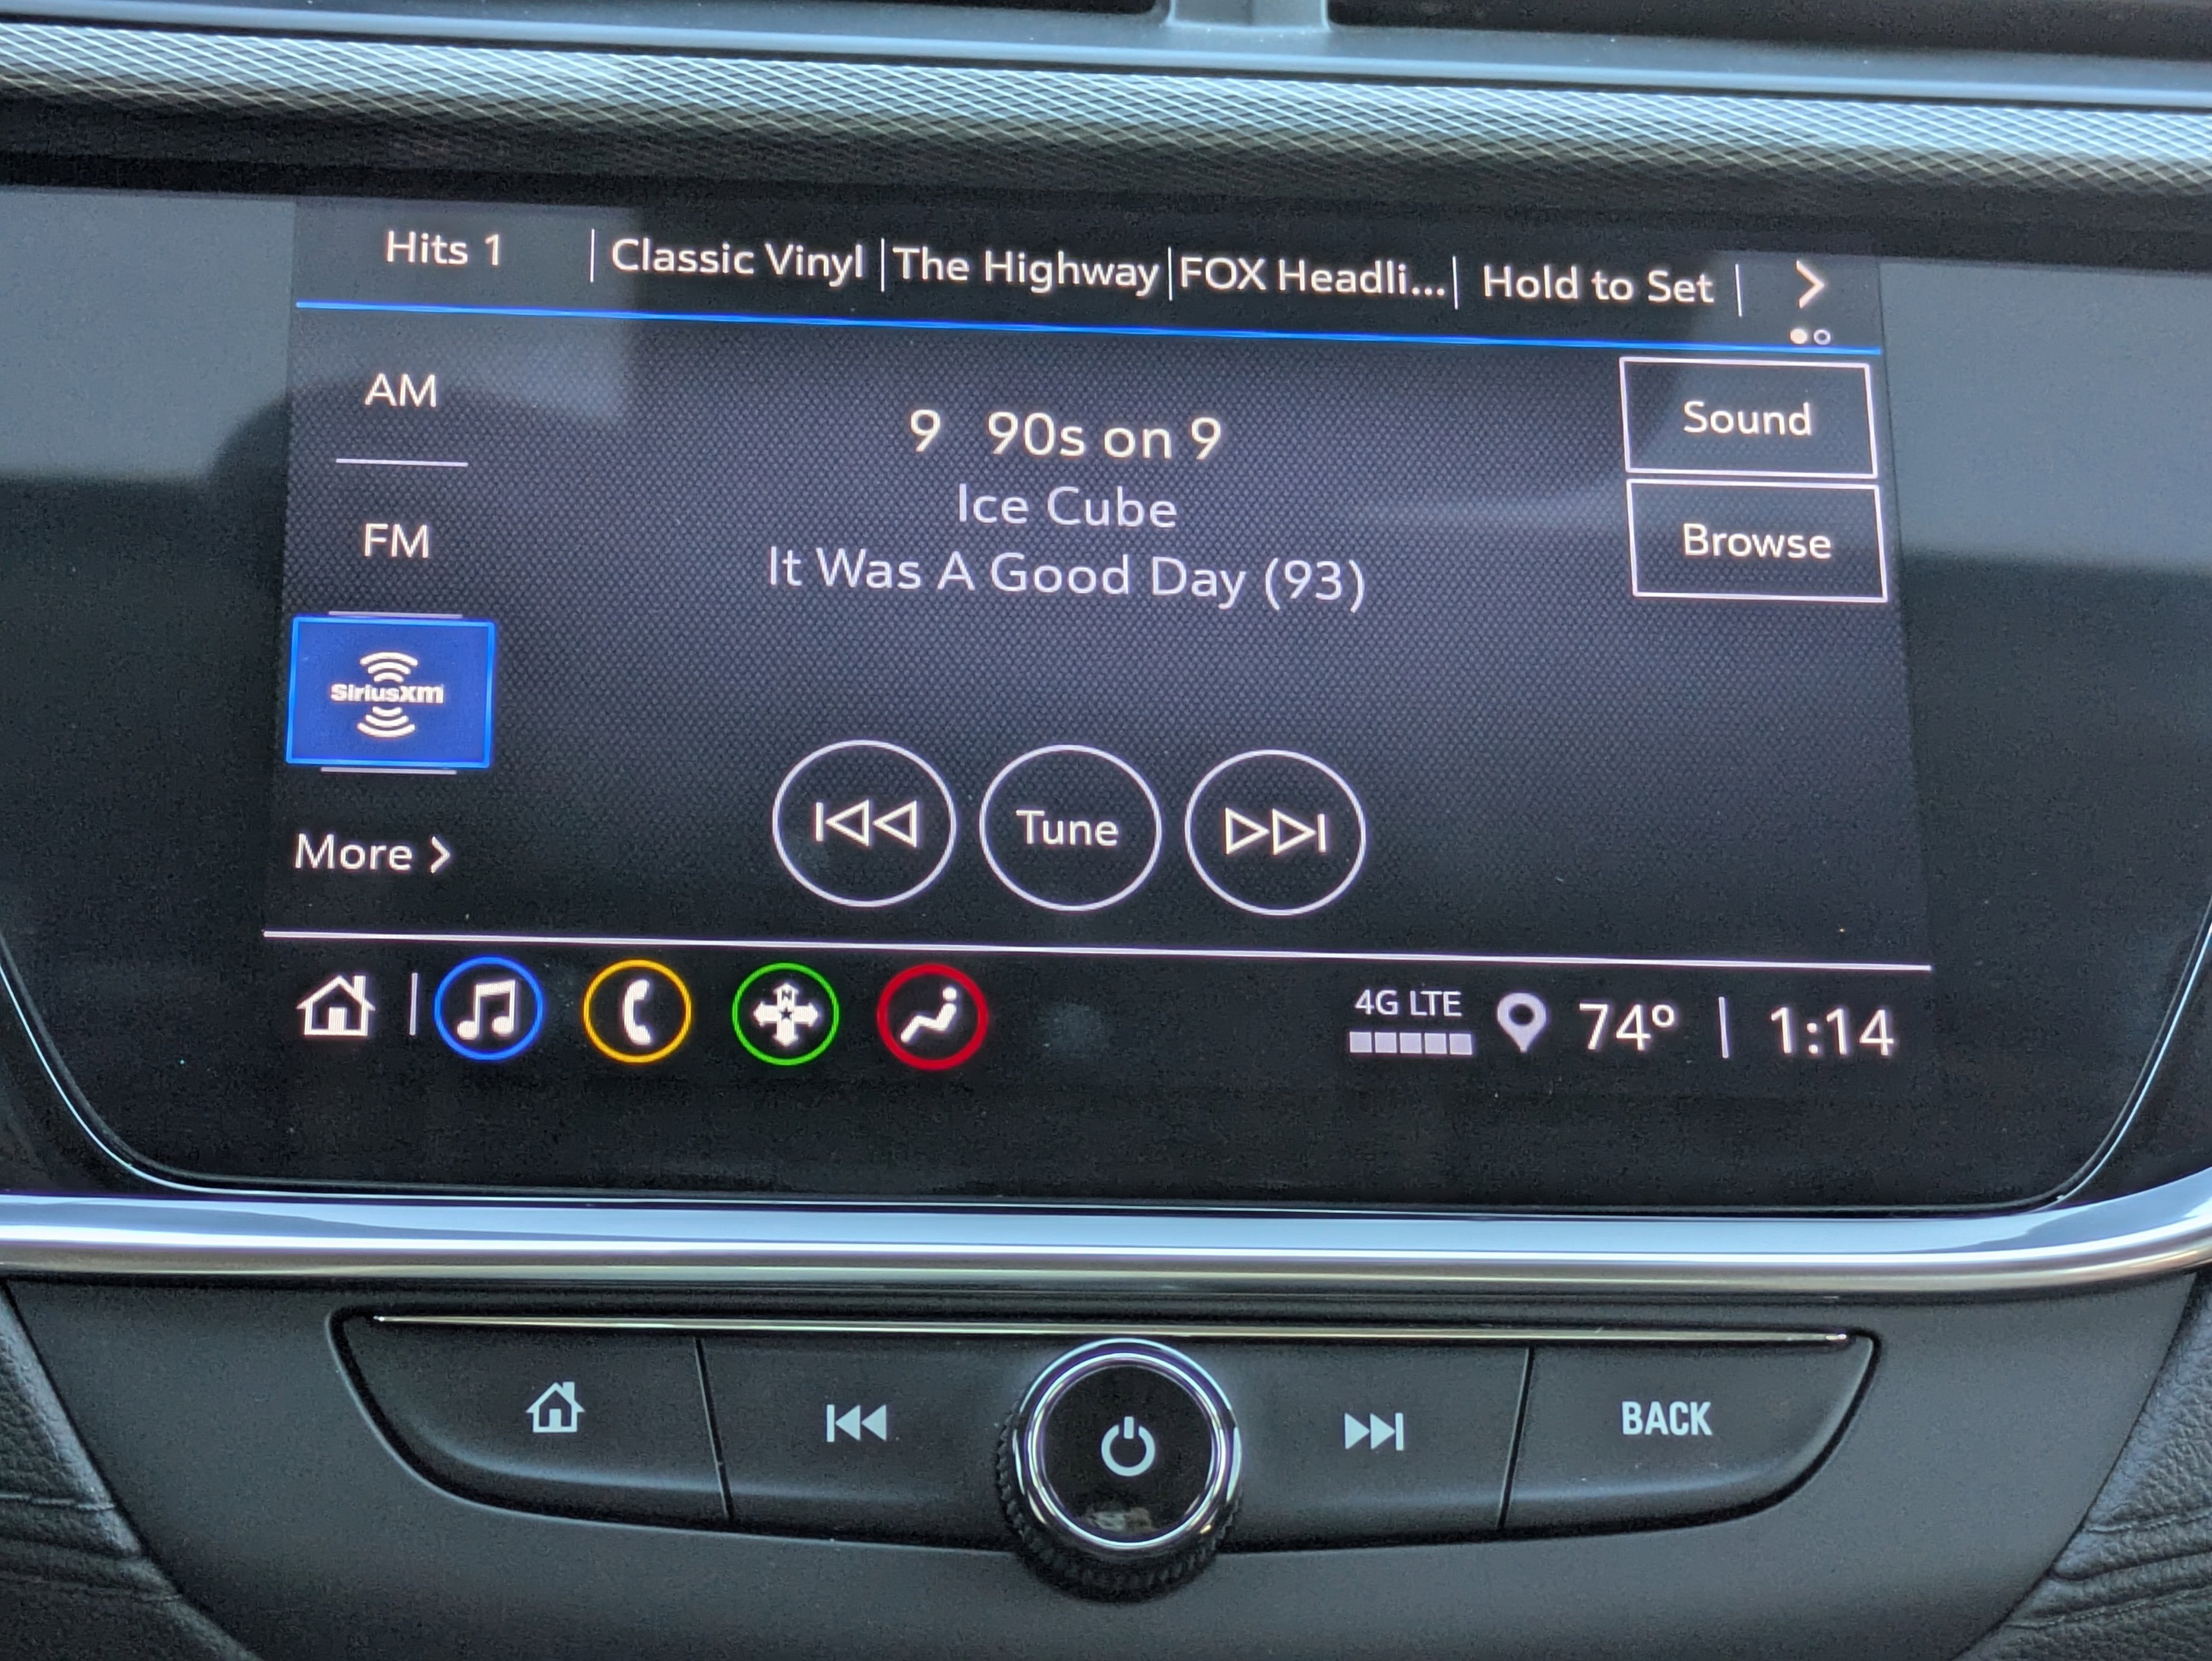 Hits 1 | Classic Vinyl | The Highway | FOX Headli... | Hold to Set |
AM
9 90s on 9
Sound
Ice Cube
FM
It Was A Good Day (93)
Browse
SiriusXM
Tune
More
4G LTE
74° | 1:14
N
BACK